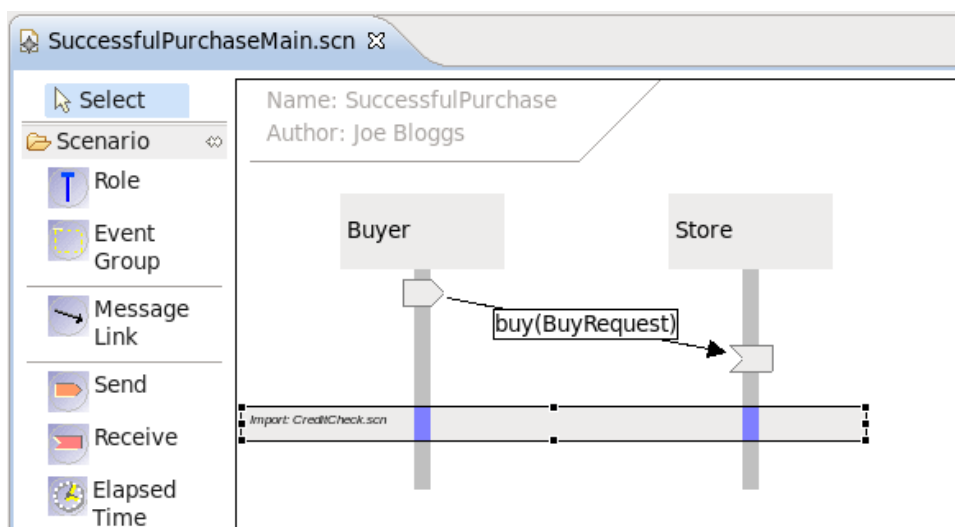 SuccessfulPurchaseMain.scn
Select
Scenario
Role
Event
Group
Message
Link
Send
Receive
Elapsed
Time
Name: SuccessfulPurchase
Author: Joe Bloggs
Buyer
Store
buy(BuyRequest)
Import: CreditCheck.scn